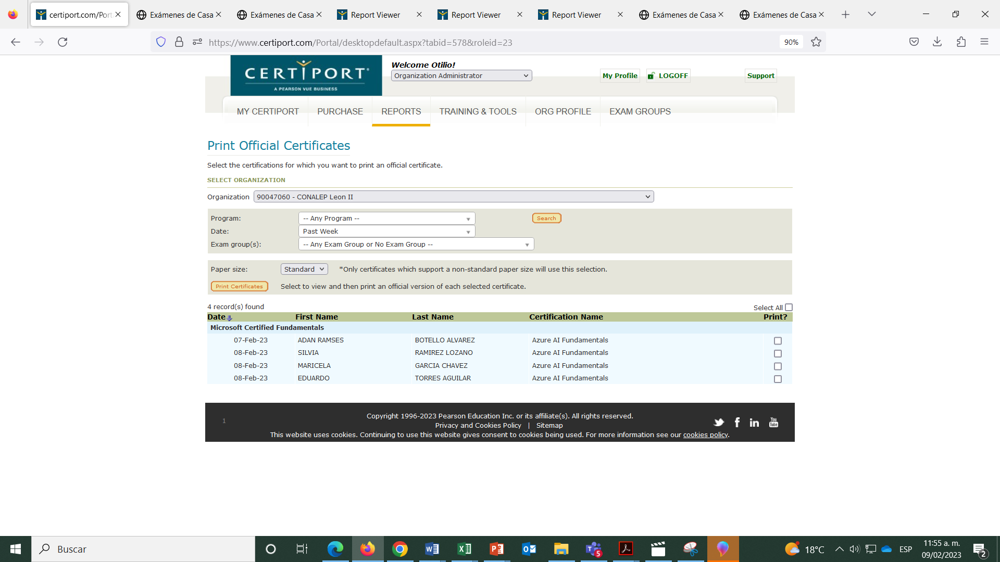 certiport.com/Port
Exámenes de Casa
Exámenes de Casa
Report Viewer
Report Viewer
Report Viewer
Exámenes de Casa
Exámenes de Casa
https://www.certiport.com/Portal/desktopdefault.aspx?tabid=578&roleid=23
90%
CERTIPORT
A PEARSON VUE BUSINESS
Welcome Otilio!
Organization Administrator
My Profile
LOGOFF
Support
MY CERTIPORT
PURCHASE
REPORTS
TRAINING & TOOLS
ORG PROFILE
EXAM GROUPS
Print Official Certificates
Select the certifications for which you want to print an official certificate.
SELECT ORGANIZATION
Organization 90047060 - CONALEP Leon II
Program: -- Any Program -- Search
Date: Past Week
Exam group(s): -- Any Exam Group or No Exam Group --
Paper size: Standard *Only certificates which support a non-standard paper size will use this selection.
Print Certificates Select to view and then print an official version of each selected certificate.
4 record(s) found Select All
Date First Name Last Name Certification Name Print?
Microsoft Certified Fundamentals
07-Feb-23 ADAN RAMSES BOTELLO ALVAREZ Azure AI Fundamentals
08-Feb-23 SILVIA RAMIREZ LOZANO Azure AI Fundamentals
08-Feb-23 MARICELA GARCIA CHAVEZ Azure AI Fundamentals
08-Feb-23 EDUARDO TORRES AGUILAR Azure AI Fundamentals
1
Copyright 1996-2023 Pearson Education Inc. or its affiliate(s). All rights reserved.
Privacy and Cookies Policy | Sitemap
This website uses cookies. Continuing to use this website gives consent to cookies being used. For more information see our cookies policy.
You
Tube
Buscar
5
18°C
ESP
11:55 a. m.
09/02/2023
2